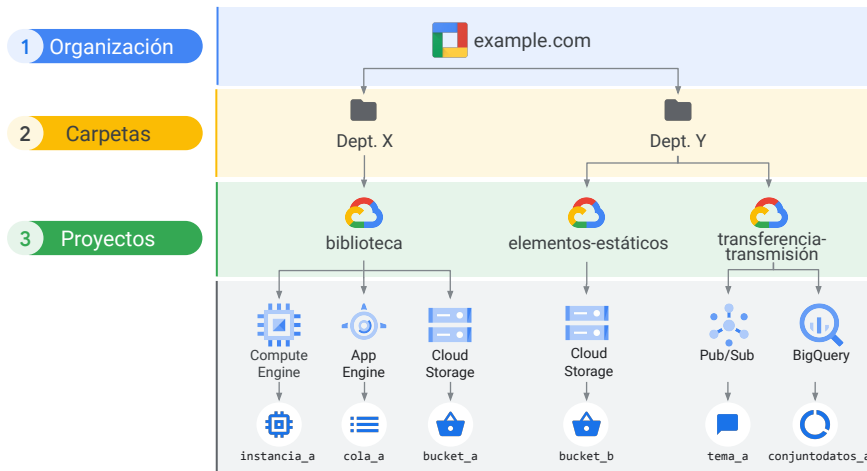 1 Organización
example.com
2 Carpetas
Dept. X
Dept. Y
3 Proyectos
biblioteca
elementos-estáticos
transferencia-
transmisión
Compute
Engine
App
Engine
Cloud
Storage
Cloud
Storage
Pub/Sub
BigQuery
instancia_a
cola_a
bucket_a
bucket_b
tema_a
conjuntodatos_a